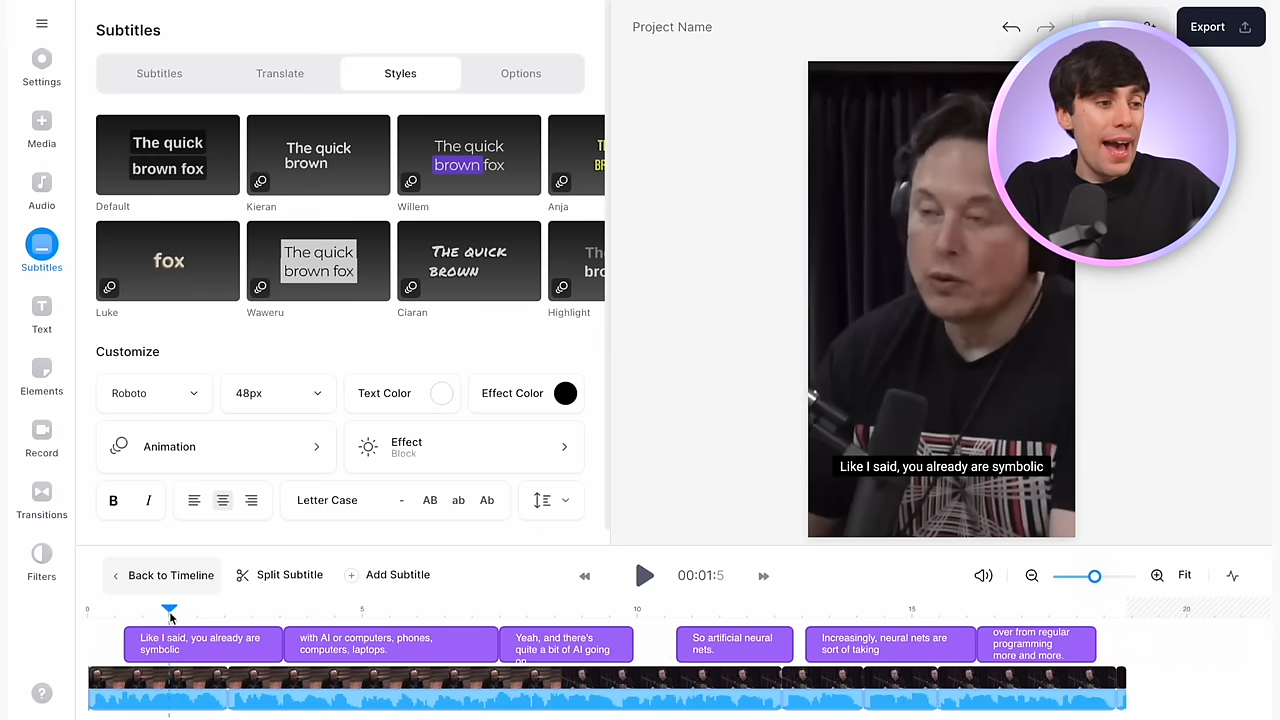 Settings
Media
Audio
Subtitles
Text
Elements
Record
Transitions
Filters
Subtitles
Subtitles
Translate
Styles
Options
The quick
brown fox
Default
The quick
brown
Kieran
The quick
brown fox
Willem
Anja
fox
Luke
The quick
brown fox
Waweru
THE QUICK
BROWN
Ciaran
Highlight
Customize
Roboto
48px
Text Color
Effect Color
Animation
Effect
Block
B
I
Letter Case
-
AB
ab
Ab
Project Name
Export
Like I said, you already are symbolic
Back to Timeline
Split Subtitle
Add Subtitle
00:01:5
Fit
0
5
10
15
20
Like I said, you already are
symbolic
with AI or computers, phones,
computers, laptops.
Yeah, and there's
quite a bit of AI going
on
So artificial neural
nets.
Increasingly, neural nets are
sort of taking
over from regular
programming
more and more.